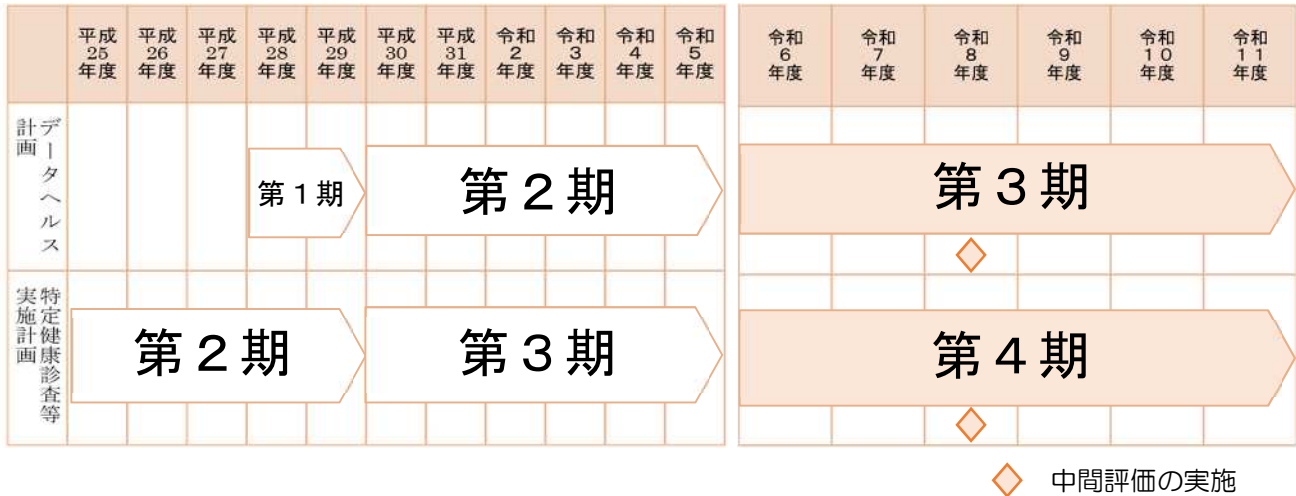 平成25年度
平成26年度
平成27年度
平成28年度
平成29年度
平成30年度
平成31年度
令和2年度
令和3年度
令和4年度
令和5年度
令和6年度
令和7年度
令和8年度
令和9年度
令和10年度
令和11年度
データヘルス
計画
第1期
第2期
第3期
特定健康診査等
実施計画
第2期
第3期
第4期
中間評価の実施